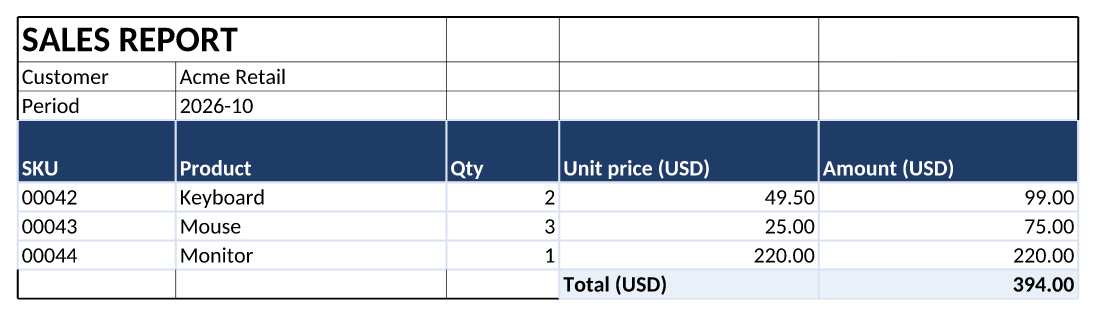 SALES REPORT
Customer Acme Retail
Period 2026-10
SKU Product Qty Unit price (USD) Amount (USD)
00042 Keyboard 2 49.50 99.00
00043 Mouse 3 25.00 75.00
00044 Monitor 1 220.00 220.00
Total (USD) 394.00